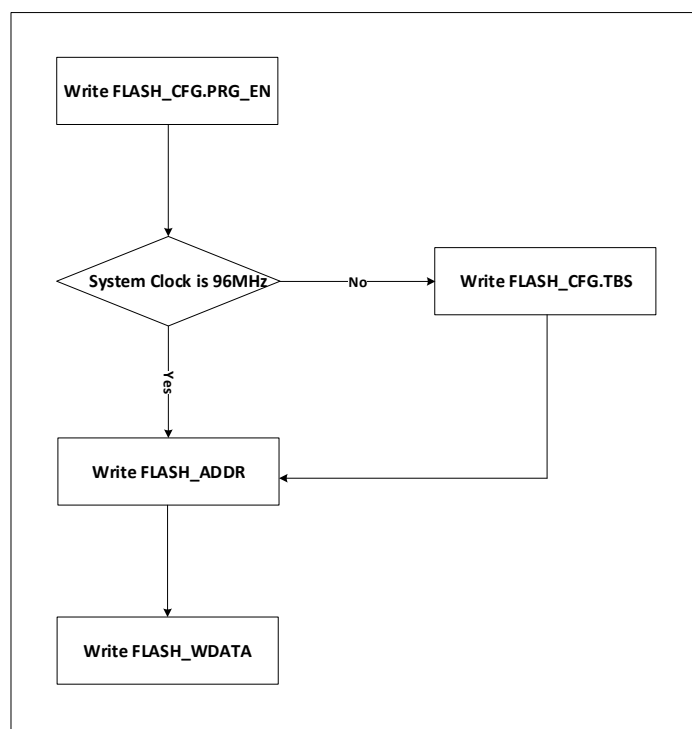 Write FLASH_CFG.PRG_EN
System Clock is 96MHz
No
Write FLASH_CFG.TBS
Yes
Write FLASH_ADDR
Write FLASH_WDATA